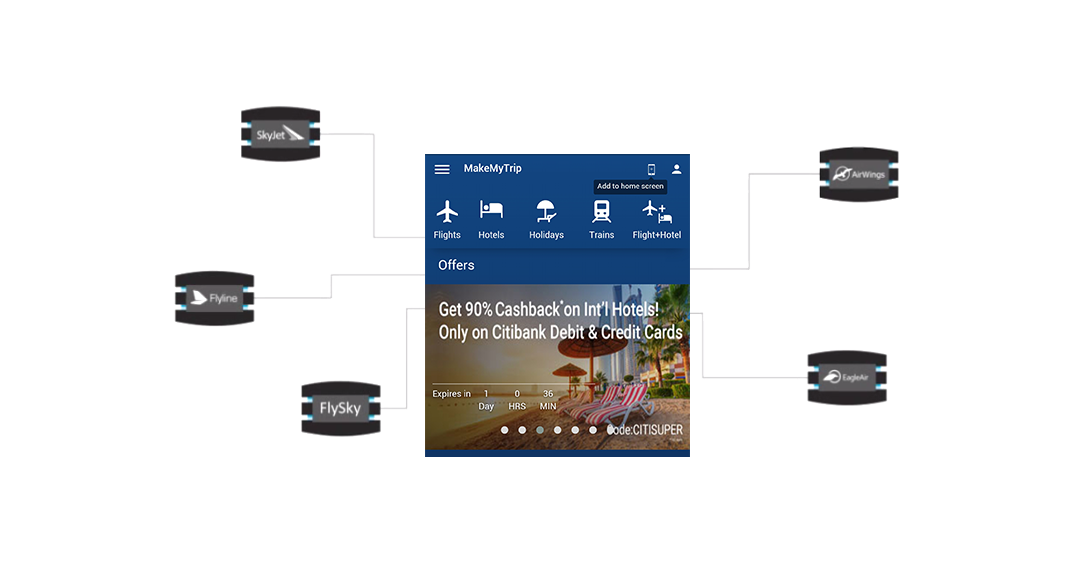 SkyJet
Flyline
FlySky
MakeMyTrip
Add to home screen
Flights
Hotels
Holidays
Trains
Flight+Hotel
Offers
Get 90% Cashback* on Int'l Hotels!
Only on Citibank Debit & Credit Cards
Expires in 1 0 36
Day HRS MIN
Code:CITISUPER
AirWings
EagleAir